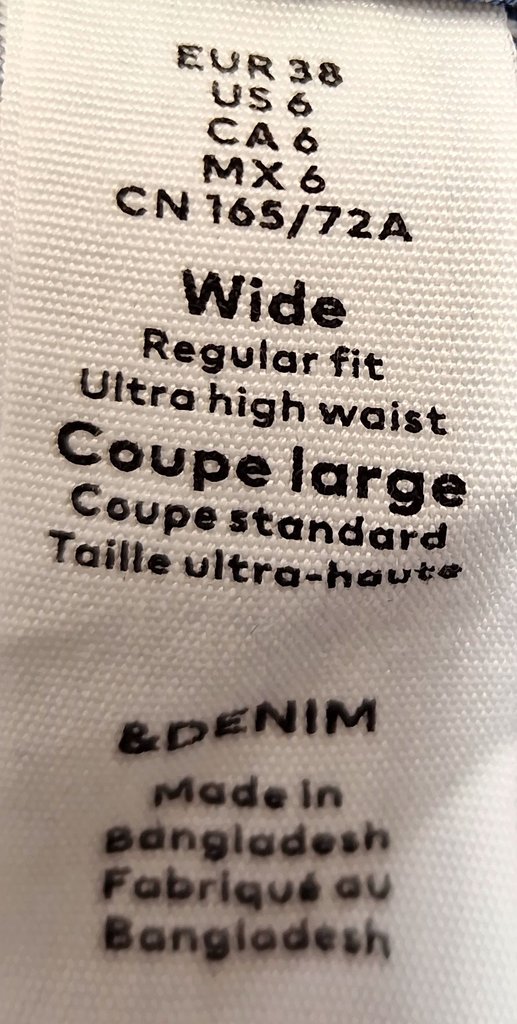 EUR 38
US 6
CA 6
MX 6
CN 165/72A
Wide
Regular fit
Ultra high waist
Coupe large
Coupe standard
Taille ultra-haute
&DENIM
Made in
Bangladesh
Fabriqué au
Bangladesh